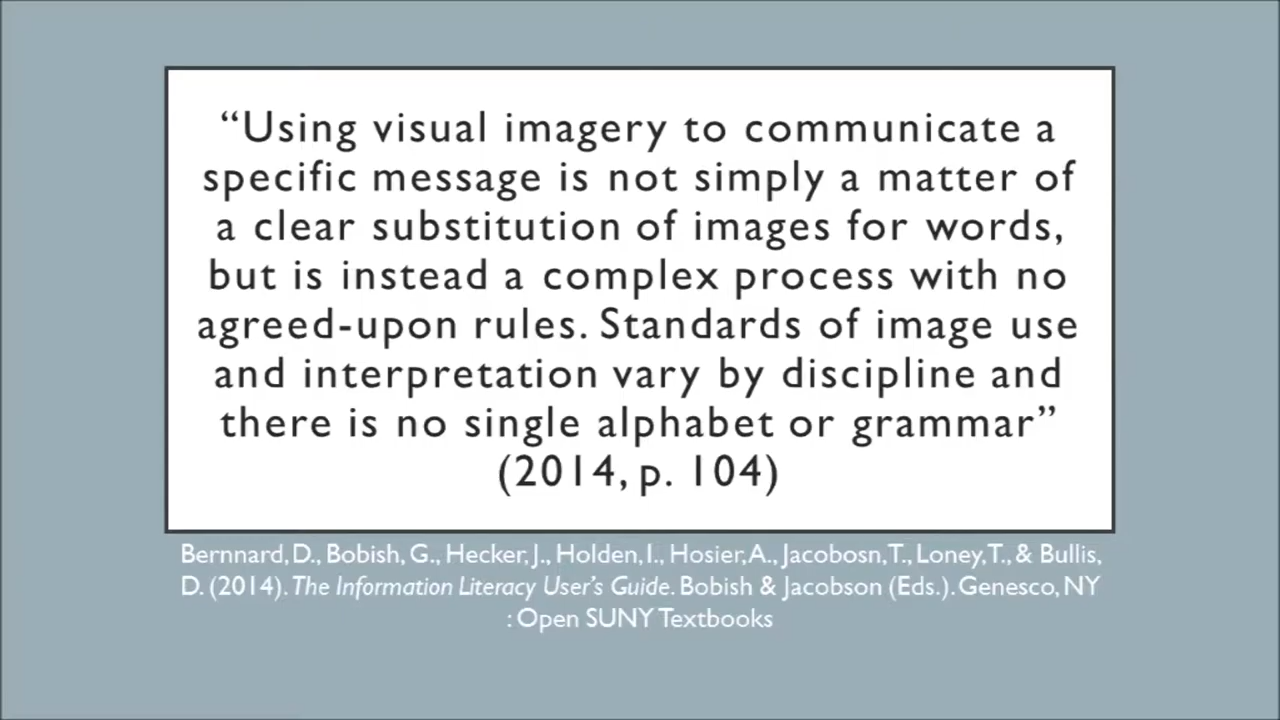 “Using visual imagery to communicate a
specific message is not simply a matter of
a clear substitution of images for words,
but is instead a complex process with no
agreed-upon rules. Standards of image use
and interpretation vary by discipline and
there is no single alphabet or grammar”
(2014, p. 104)
Bernnard, D., Bobish, G., Hecker, J., Holden, I., Hosier, A., Jacobosn, T., Loney, T., & Bullis,
D. (2014). The Information Literacy User’s Guide. Bobish & Jacobson (Eds.). Genesco, NY
: Open SUNY Textbooks